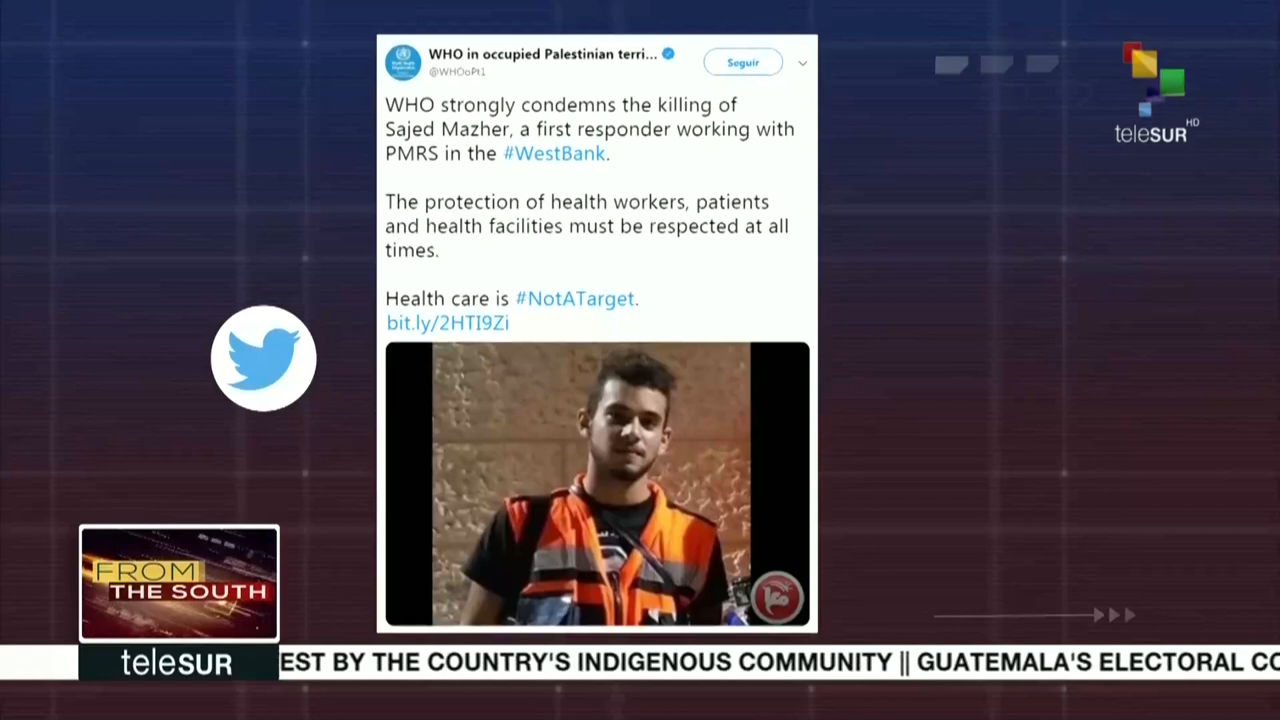 WHO in occupied Palestinian terri...
@WHOoPt1
Seguir
WHO strongly condemns the killing of
Sajed Mazher, a first responder working with
PMRS in the #WestBank.
The protection of health workers, patients
and health facilities must be respected at all
times.
Health care is #NotATarget.
bit.ly/2HTI9Zi
teleSUR HD
FROM
THE SOUTH
teleSUR
EST BY THE COUNTRY'S INDIGENOUS COMMUNITY || GUATEMALA'S ELECTORAL CO